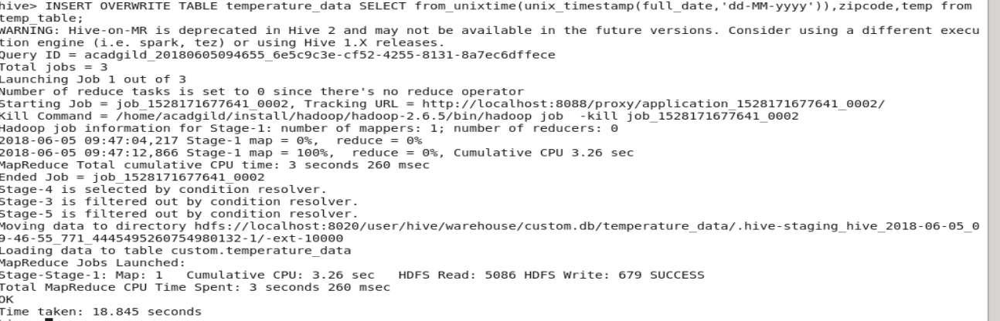 hive> INSERT OVERWRITE TABLE temperature_data SELECT from_unixtime(unix_timestamp(full_date,'dd-MM-yyyy')),zipcode,temp from
temp_table;
WARNING: Hive-on-MR is deprecated in Hive 2 and may not be available in the future versions. Consider using a different execu
tion engine (i.e. spark, tez) or using Hive 1.X releases.
Query ID = acadgild_20180605094655_6e5c9c3e-cf52-4255-8131-8a7ec6dffece
Total jobs = 3
Launching Job 1 out of 3
Number of reduce tasks is set to 0 since there's no reduce operator
Starting Job = job_1528171677641_0002, Tracking URL = http://localhost:8088/proxy/application_1528171677641_0002/
Kill Command = /home/acadgild/install/hadoop/hadoop-2.6.5/bin/hadoop job  -kill job_1528171677641_0002
Hadoop job information for Stage-1: number of mappers: 1; number of reducers: 0
2018-06-05 09:47:04,217 Stage-1 map = 0%,  reduce = 0%
2018-06-05 09:47:12,866 Stage-1 map = 100%,  reduce = 0%, Cumulative CPU 3.26 sec
MapReduce Total cumulative CPU time: 3 seconds 260 msec
Ended Job = job_1528171677641_0002
Stage-4 is selected by condition resolver.
Stage-3 is filtered out by condition resolver.
Stage-5 is filtered out by condition resolver.
Moving data to directory hdfs://localhost:8020/user/hive/warehouse/custom.db/temperature_data/.hive-staging_hive_2018-06-05_0
9-46-55_771_4445495260754980132-1/-ext-10000
Loading data to table custom.temperature_data
MapReduce Jobs Launched:
Stage-Stage-1: Map: 1   Cumulative CPU: 3.26 sec   HDFS Read: 5086 HDFS Write: 679 SUCCESS
Total MapReduce CPU Time Spent: 3 seconds 260 msec
OK
Time taken: 18.845 seconds